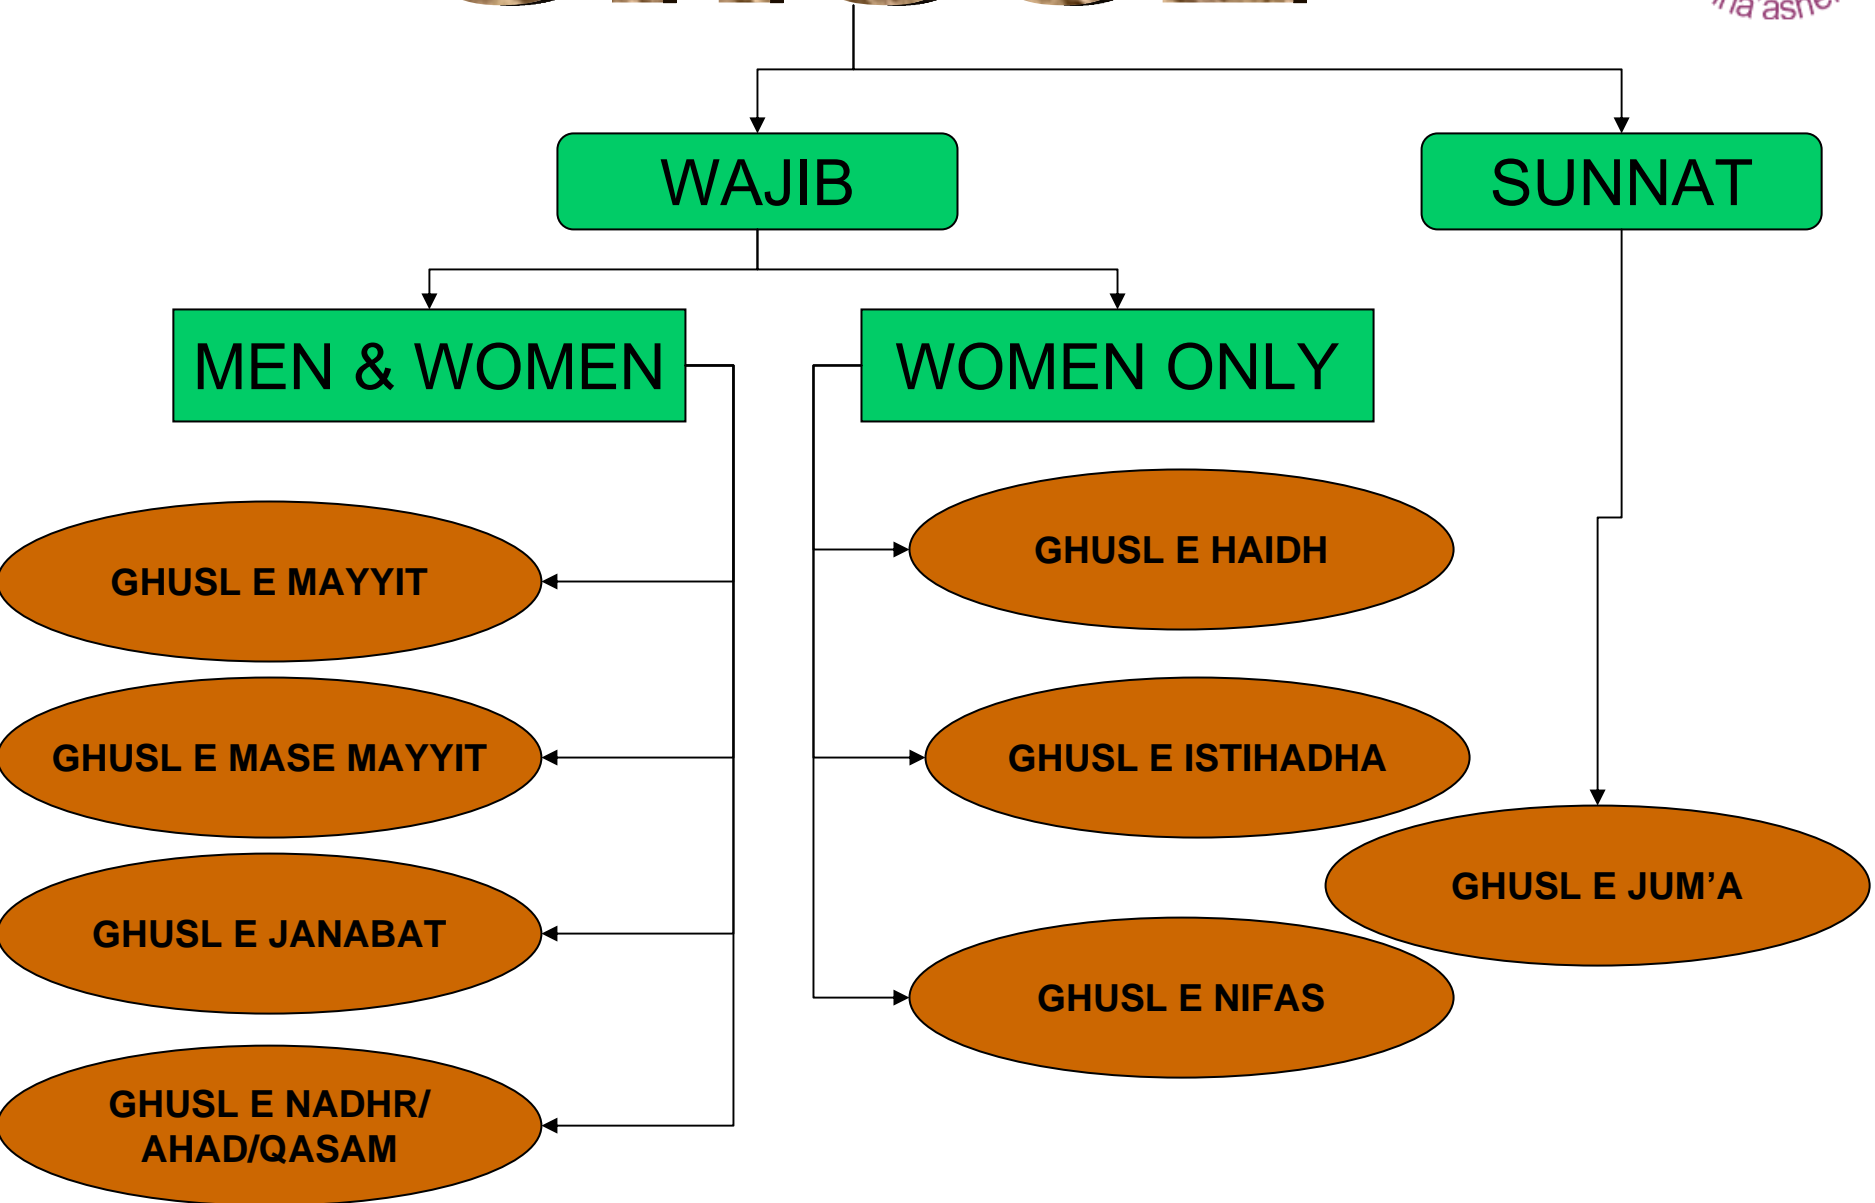 WAJIB
SUNNAT
MEN & WOMEN
WOMEN ONLY
GHUSL E HAIDH
GHUSL E MAYYIT
GHUSL E MASE MAYYIT
GHUSL E ISTIHADHA
GHUSL E JUM’A
GHUSL E JANABAT
GHUSL E NIFAS
GHUSL E NADHR/
AHAD/QASAM